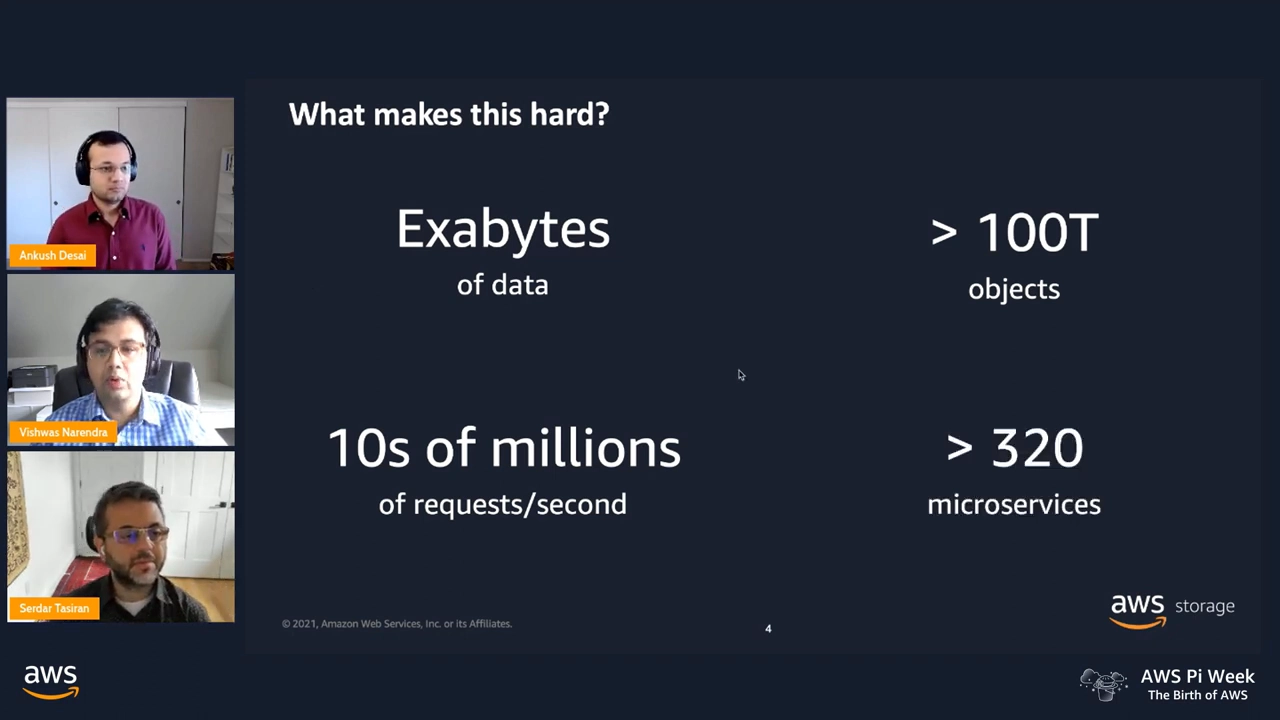 What makes this hard?
Exabytes
of data
> 100T
objects
10s of millions
of requests/second
> 320
microservices
Ankush Desai
Vishwas Narendra
Serdar Tasiran
© 2021, Amazon Web Services, Inc. or its Affiliates.
4
aws storage
aws
AWS Pi Week
The Birth of AWS